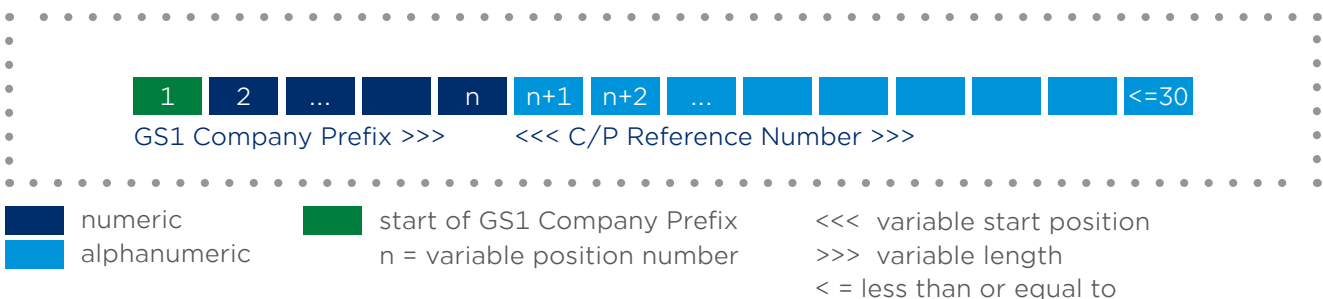 1 2 ... n n+1 n+2 ... <=30
GS1 Company Prefix >>> <<< C/P Reference Number >>>
numeric start of GS1 Company Prefix <<< variable start position
alphanumeric n = variable position number >>> variable length
< = less than or equal to